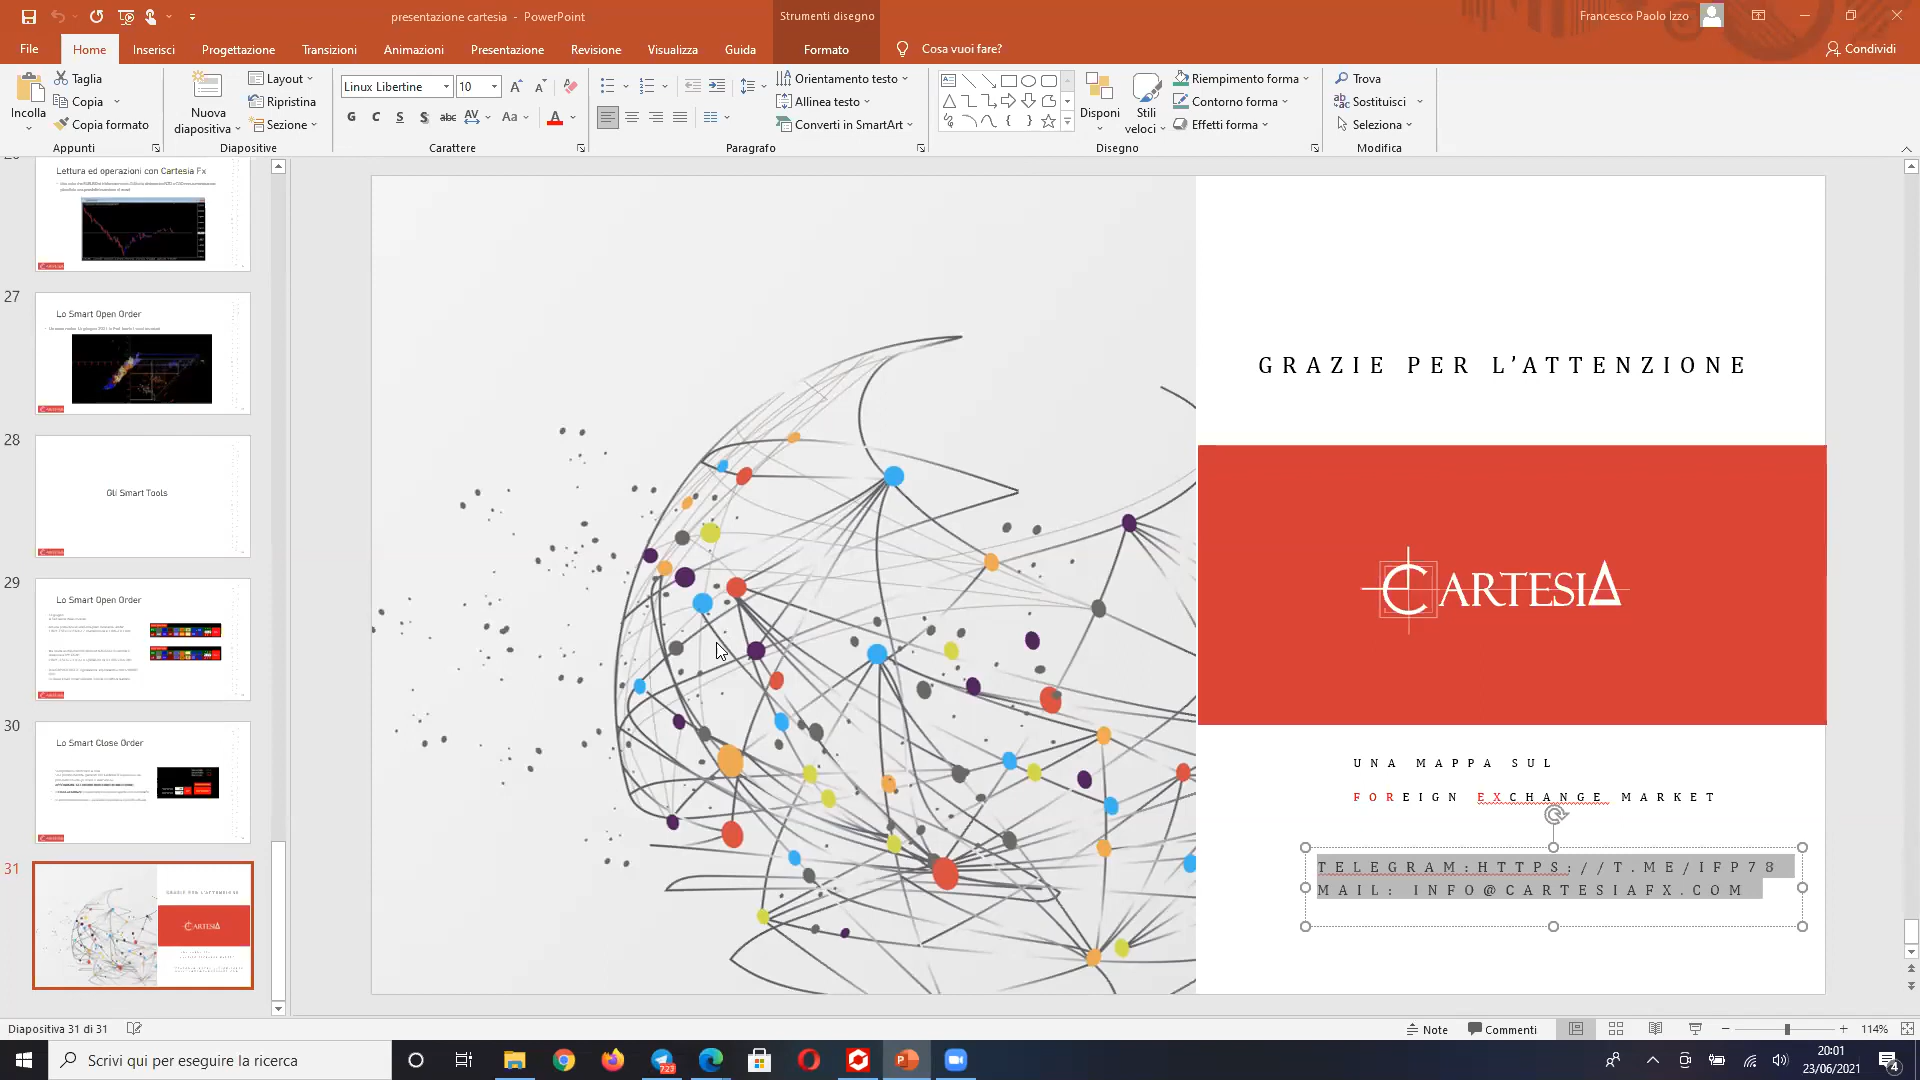 presentazione cartesia - PowerPoint
Strumenti disegno
Francesco Paolo Izzo
File
Home
Inserisci
Progettazione
Transizioni
Animazioni
Presentazione
Revisione
Visualizza
Guida
Formato
Cosa vuoi fare?
Condividi
Incolla
Taglia
Copia
Copia formato
Appunti
Nuova diapositiva
Layout
Ripristina
Sezione
Diapositive
Linux Libertine
10
G C S S abc AV Aa A
Carattere
Orientamento testo
Allinea testo
Converti in SmartArt
Paragrafo
Disponi
Stili veloci
Riempimento forma
Contorno forma
Effetti forma
Disegno
Trova
Sostituisci
Seleziona
Modifica
Lettura ed operazioni con Cartesia Fx
27
Lo Smart Open Order
28
Gli Smart Tools
29
Lo Smart Open Order
30
Lo Smart Close Order
31
GRAZIE PER L'ATTENZIONE
CARTESIA
UNA MAPPA SUL
FOREIGN EXCHANGE MARKET
TELEGRAM:HTTPS://T.ME/IFP78
MAIL: INFO@CARTESIAFX.COM
Diapositiva 31 di 31
Note
Commenti
114%
Scrivi qui per eseguire la ricerca
723
20:01
23/06/2021
4